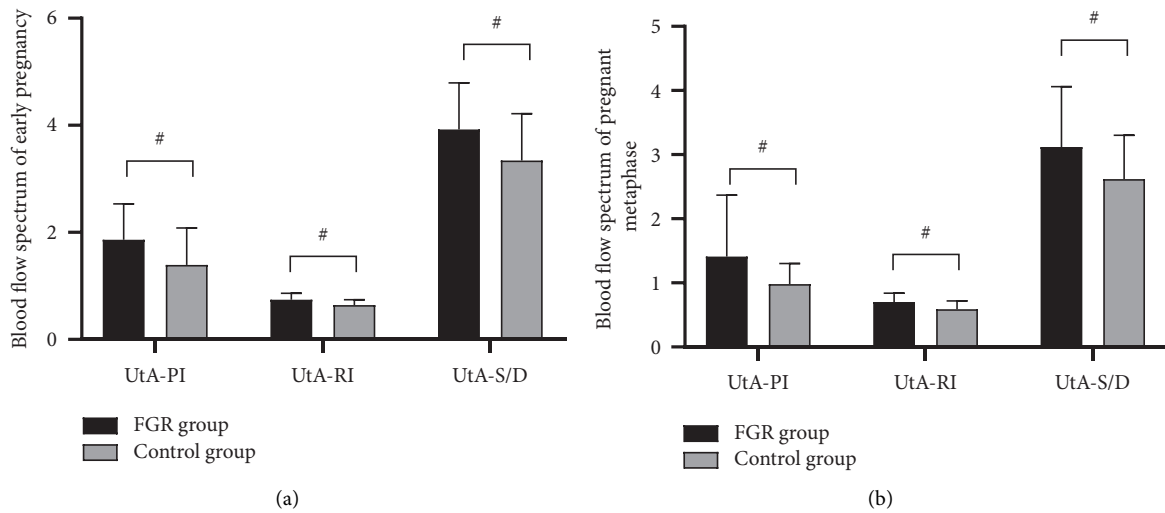 Blood flow spectrum of early pregnancy
6
4
2
0
#
#
#
UtA-PI
UtA-RI
UtA-S/D
FGR group
Control group
(a)
Blood flow spectrum of pregnant
metaphase
5
4
3
2
1
0
#
#
#
UtA-PI
UtA-RI
UtA-S/D
FGR group
Control group
(b)